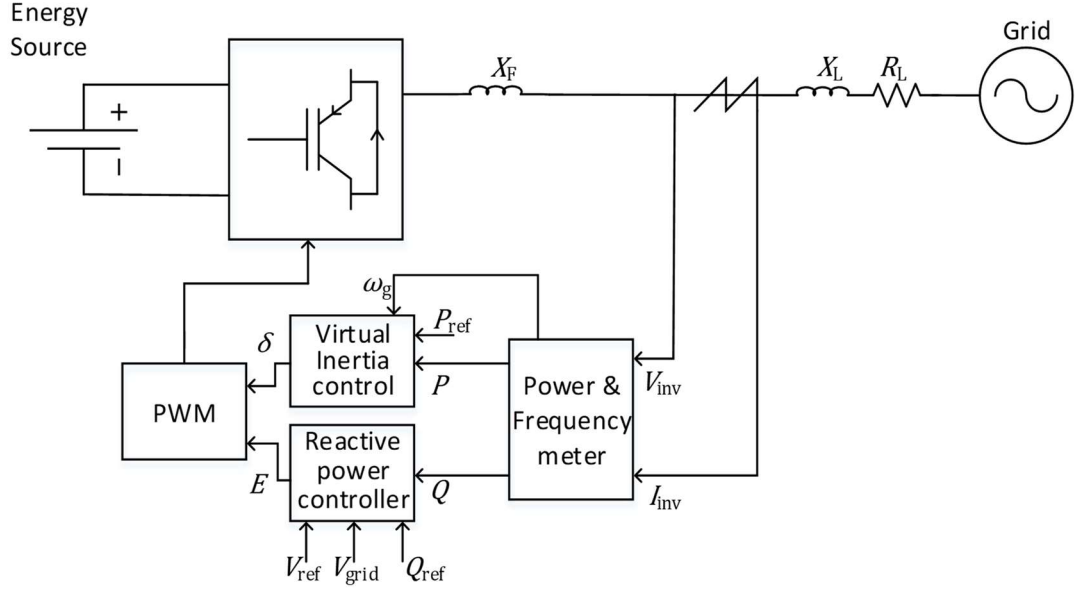 Energy
Source
+
−
X_F
X_L
R_L
Grid
ω_g
P_ref
δ
Virtual
Inertia
control
P
Power &
Frequency
meter
V_inv
PWM
Reactive
power
controller
E
Q
I_inv
V_ref
V_grid
Q_ref